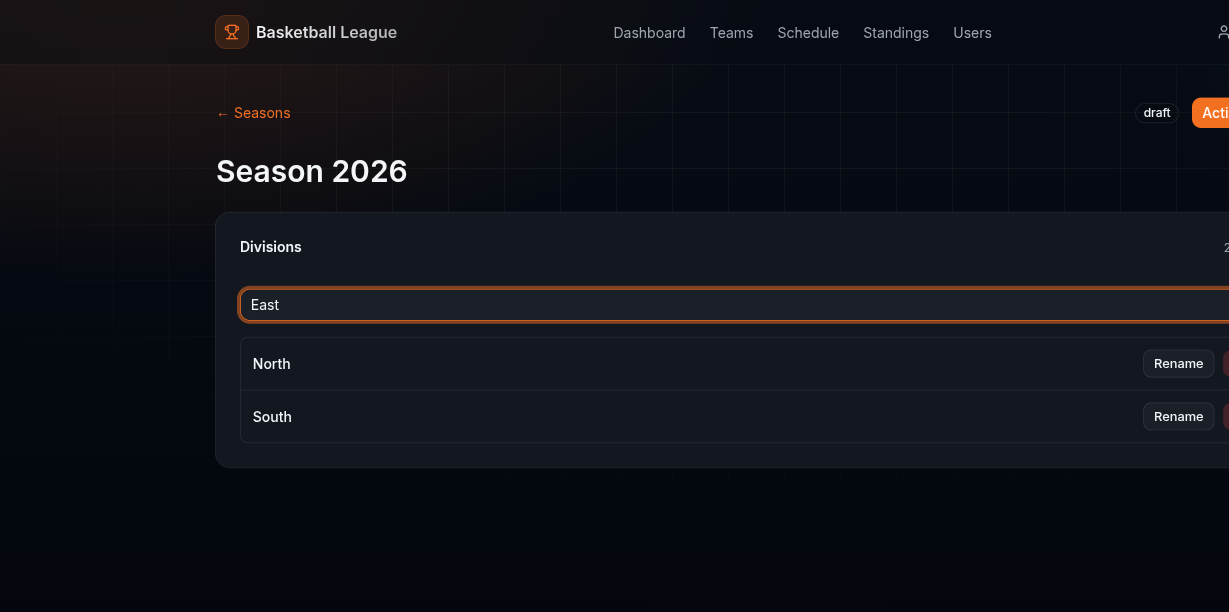 Basketball League
Dashboard Teams Schedule Standings Users
← Seasons
draft
Season 2026
Divisions
East
North Rename
South Rename